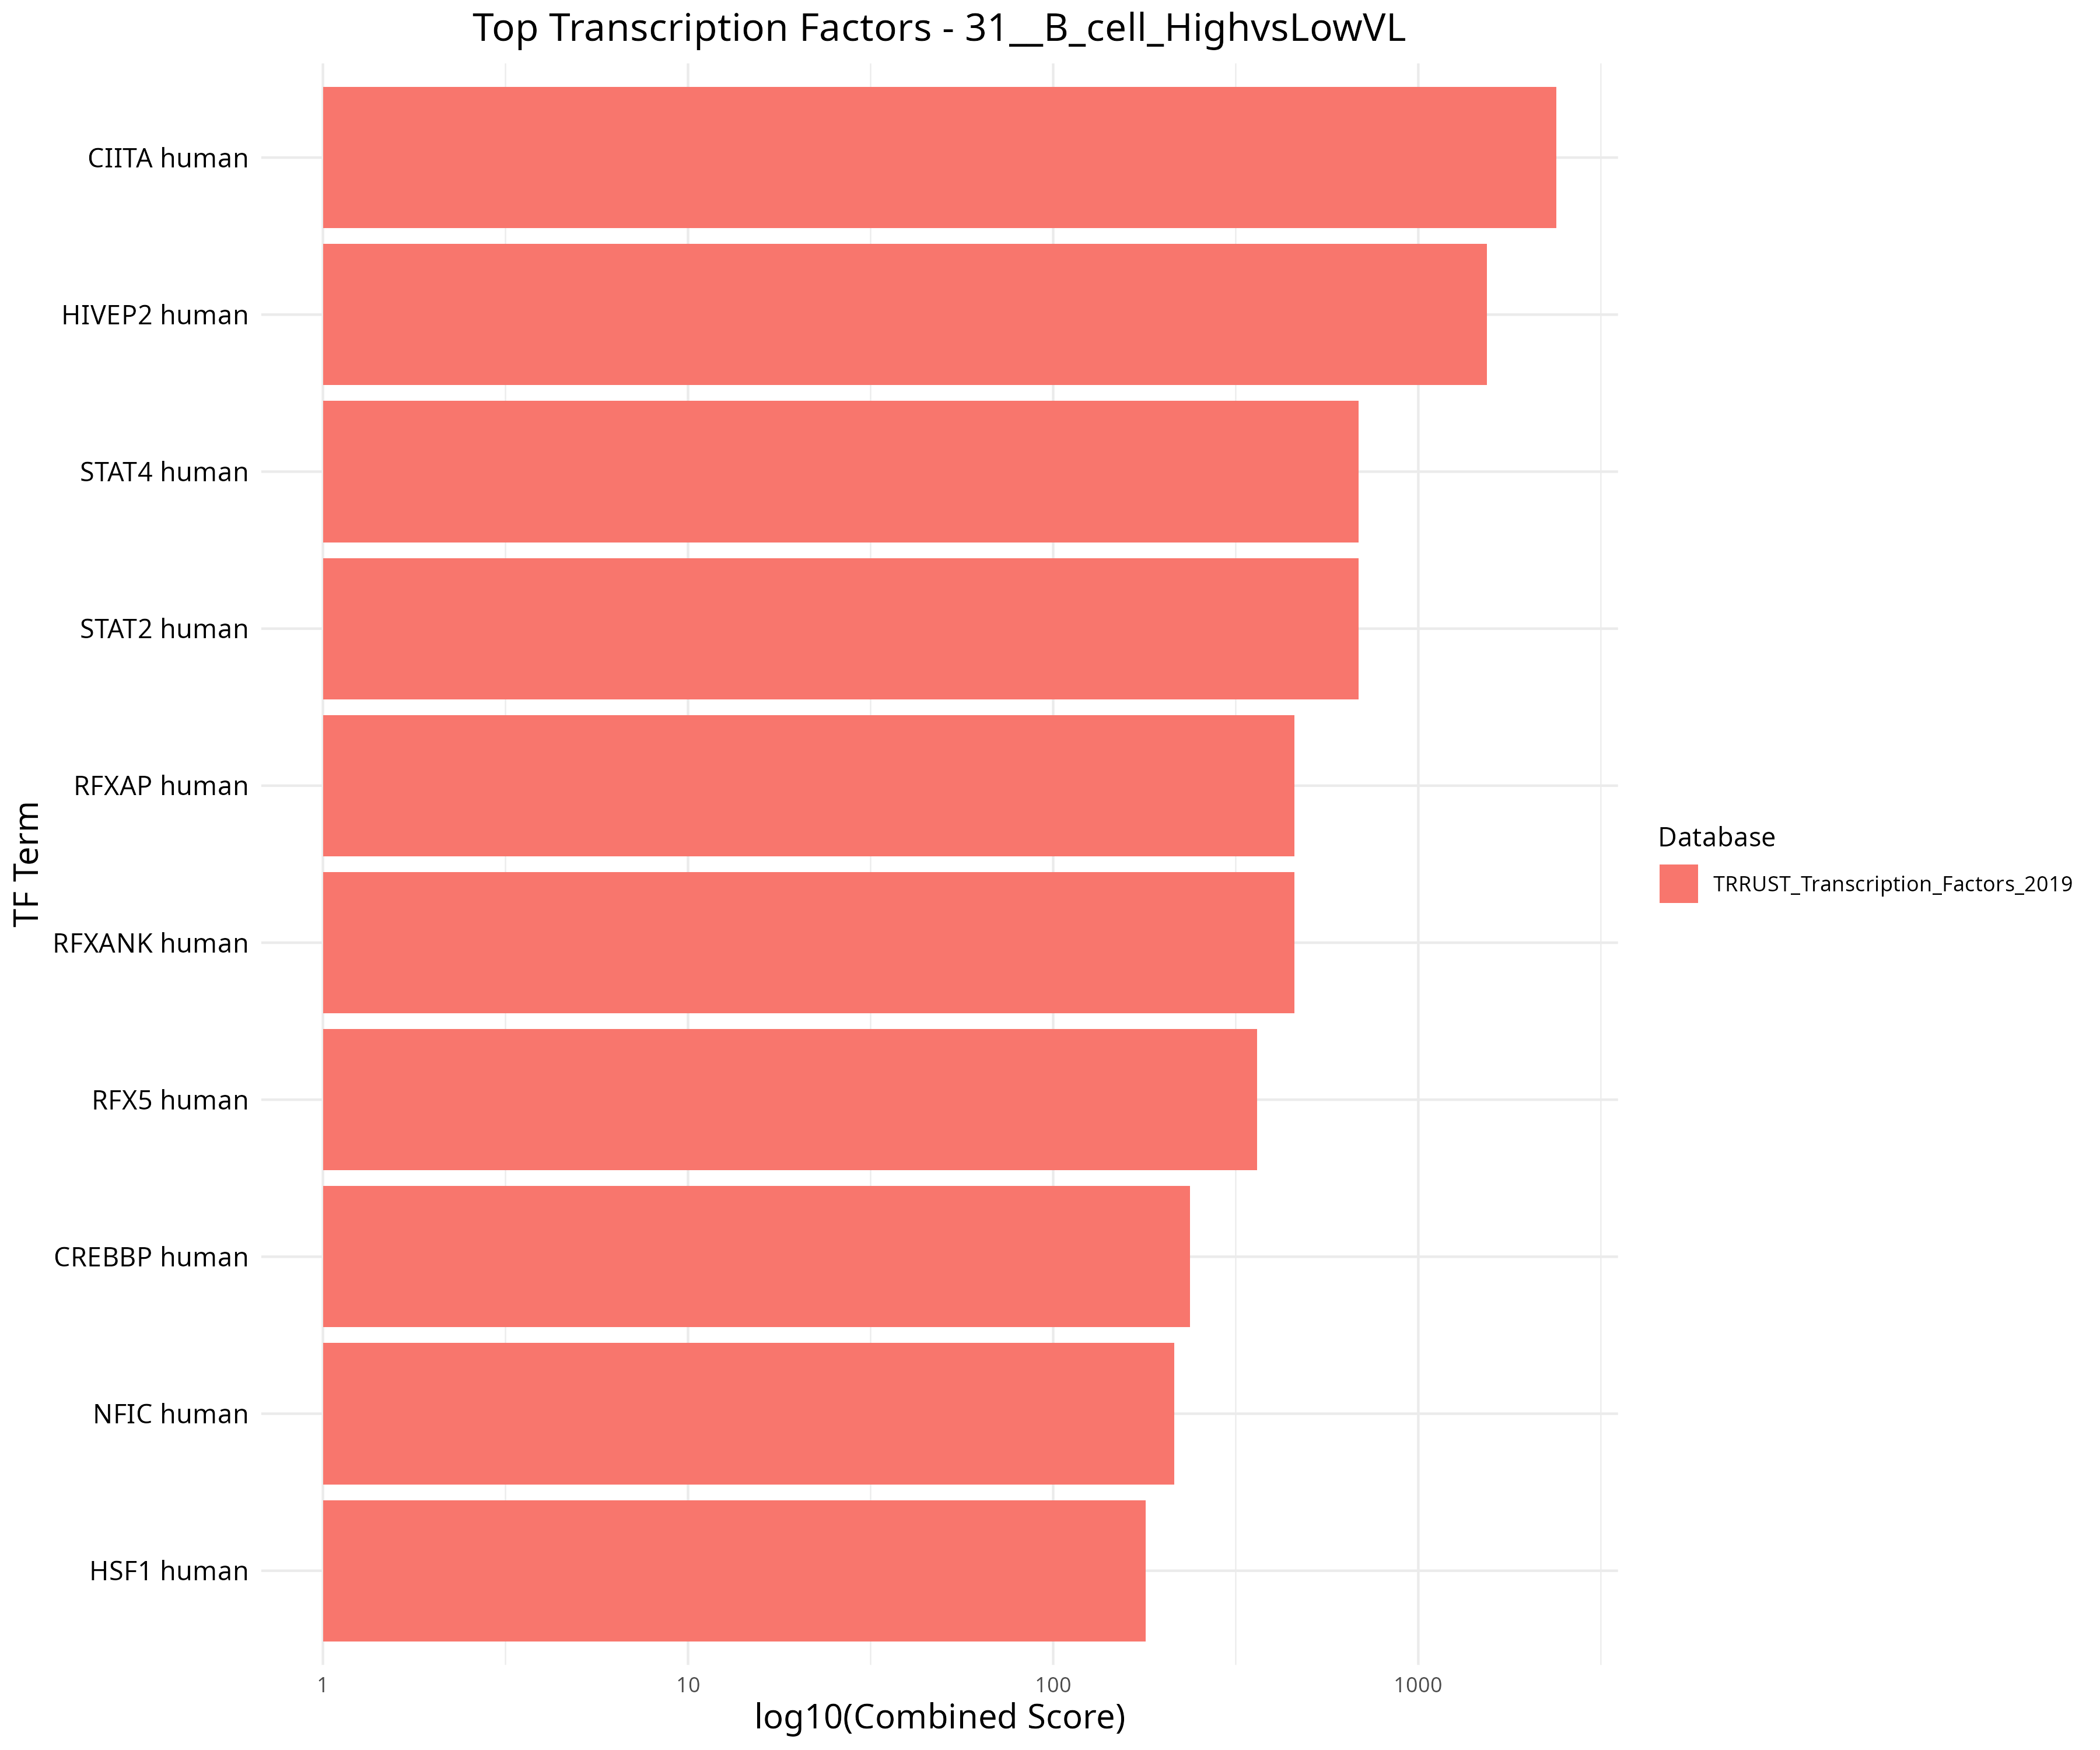 Top Transcription Factors - 31__B_cell_HighvsLowVL
TF Term
CIITA human
HIVEP2 human
STAT4 human
STAT2 human
RFXAP human
RFXANK human
RFX5 human
CREBBP human
NFIC human
HSF1 human
1 10 100 1000
log10(Combined Score)
Database
TRRUST_Transcription_Factors_2019